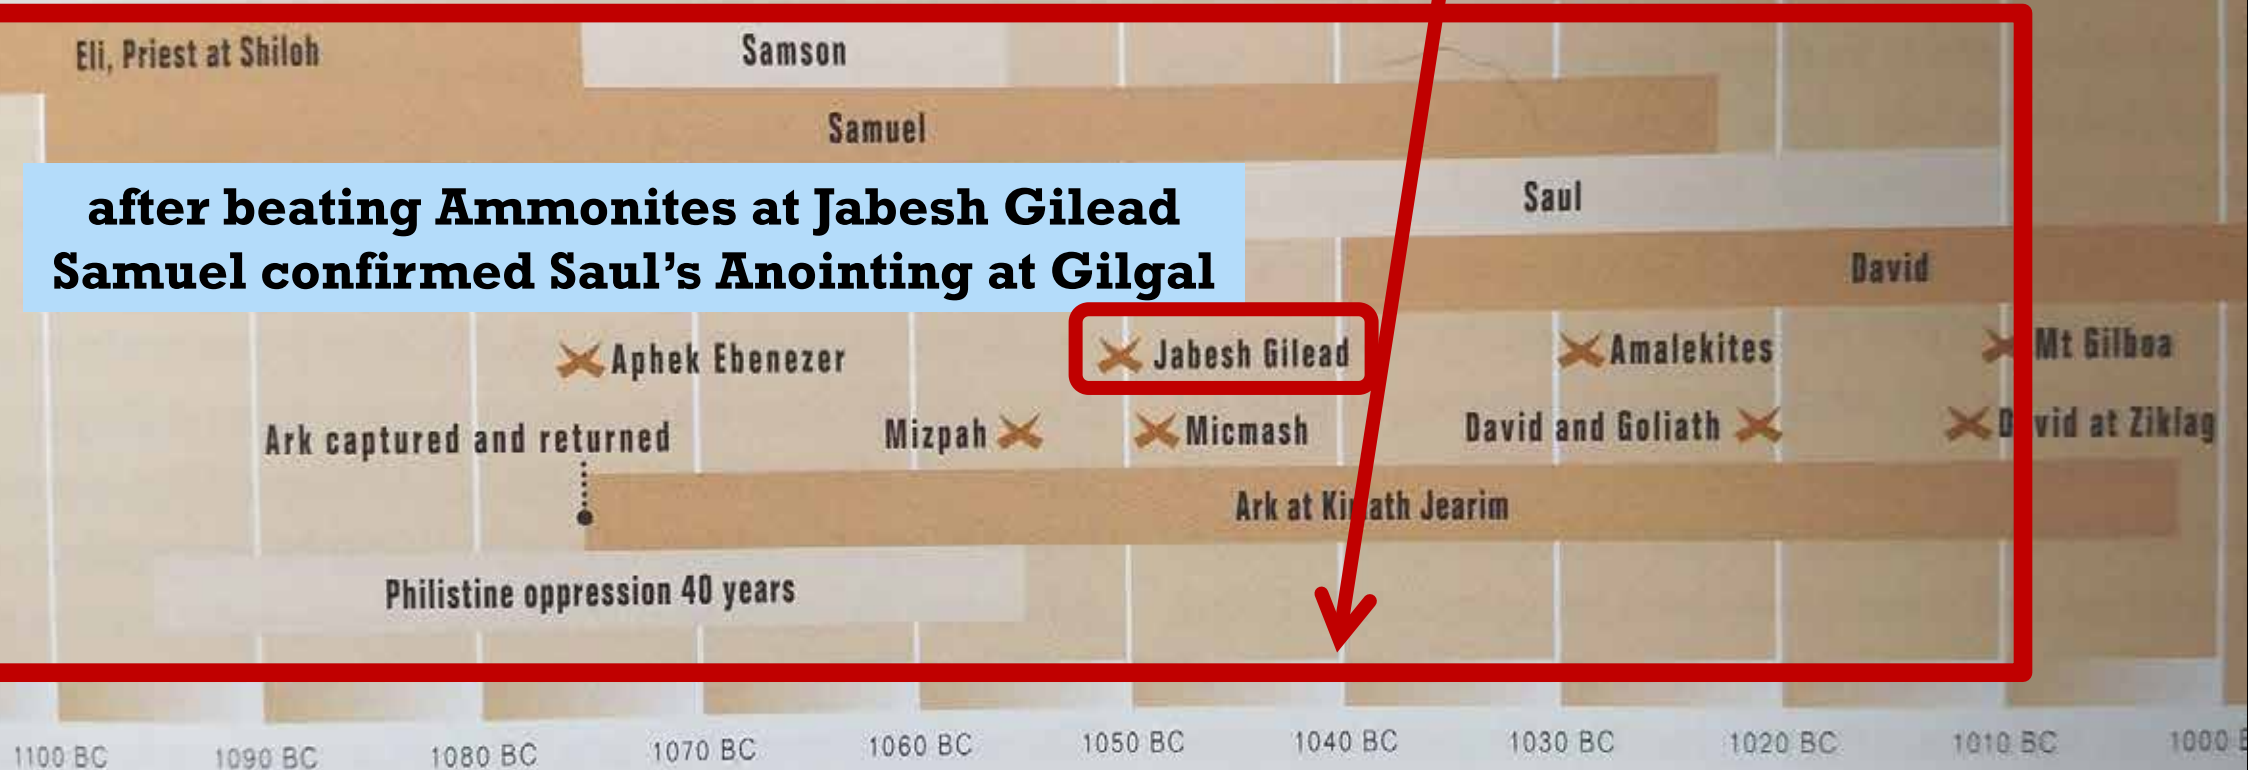 Eli, Priest at Shiloh
Samson
Samuel
after beating Ammonites at Jabesh Gilead
Samuel confirmed Saul's Anointing at Gilgal
Saul
David
Aphek Ebenezer
Jabesh Gilead
Amalekites
Mt Gilboa
Ark captured and returned
Mizpah
Micmash
David and Goliath
David at Ziklag
Ark at Jearim
Philistine oppression 40 years
1100 BC
1090 BC
1080 BC
1070 BC
1060 BC
1050 BC
1040 BC
1030 BC
1020 BC
1010 BC
1000